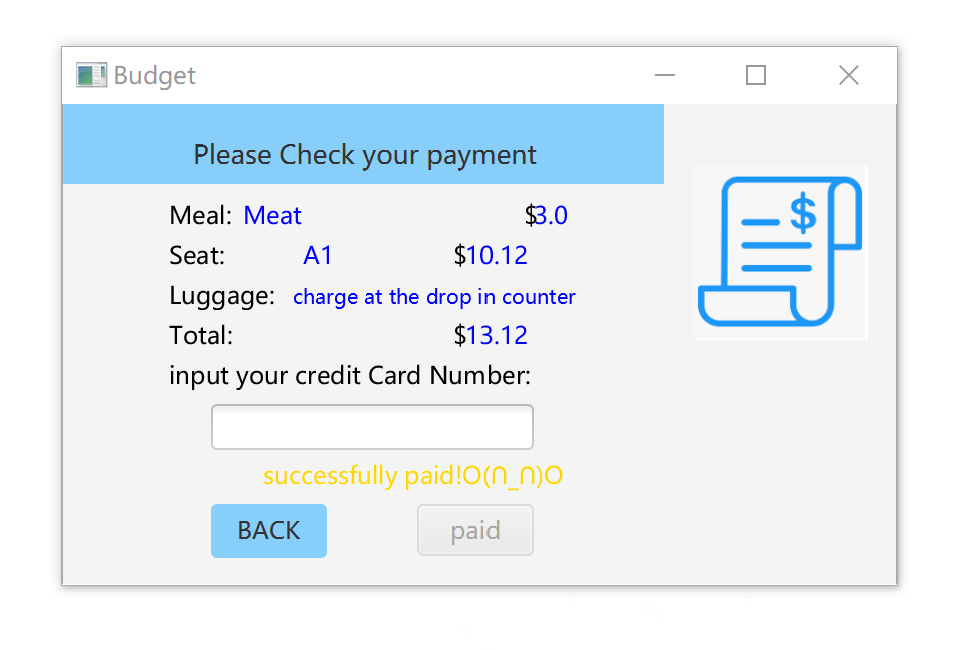 Budget
Please Check your payment
Meal: Meat $3.0
Seat: A1 $10.12
Luggage: charge at the drop in counter
Total: $13.12
input your credit Card Number:
successfully paid!O(∩_∩)O
BACK paid
$